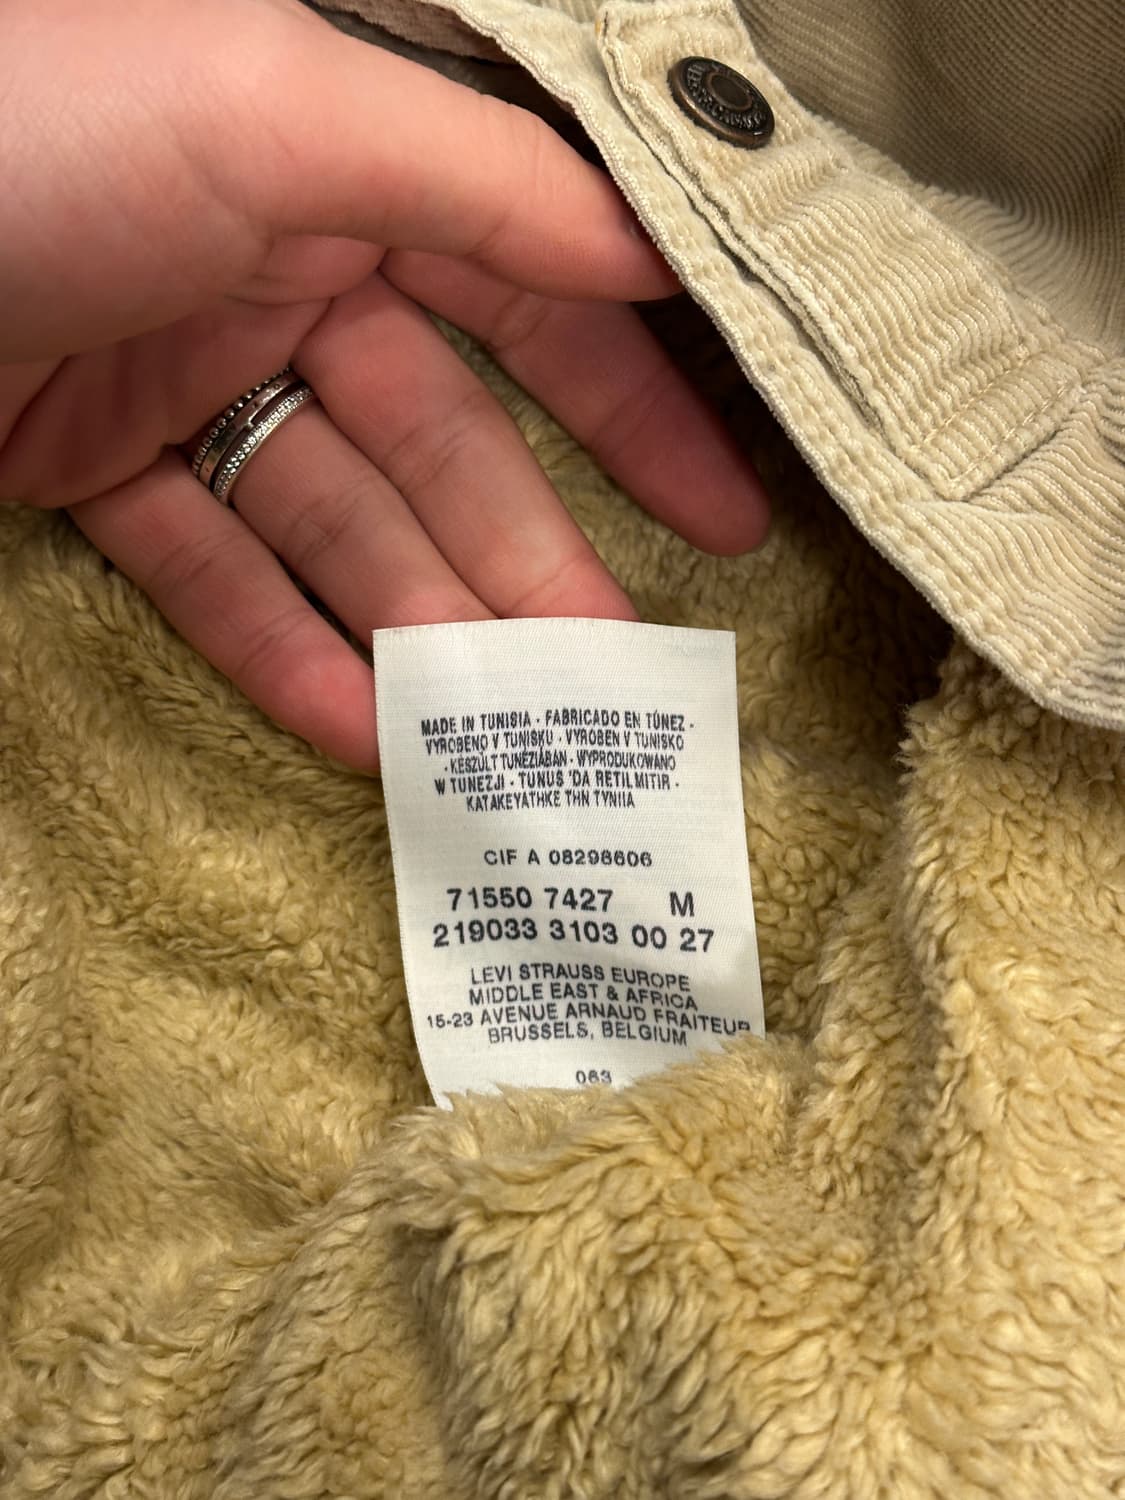 MADE IN TUNISIA - FABRICADO EN TÚNEZ -
VYROBENO V TUNISKU - VYROBEN V TUNISKO
- KÉSZÜLT TUNÉZIÁBAN - WYPRODUKOWANO
W TUNEZJI - TUNUS 'DA RETILMITIR -
KATAKEYATHKE THN TYNIIA
CIF A 08298606
71550 7427 M
219033 3103 00 27
LEVI STRAUSS EUROPE
MIDDLE EAST & AFRICA
15-23 AVENUE ARNAUD FRAITEUR
BRUSSELS, BELGIUM
063